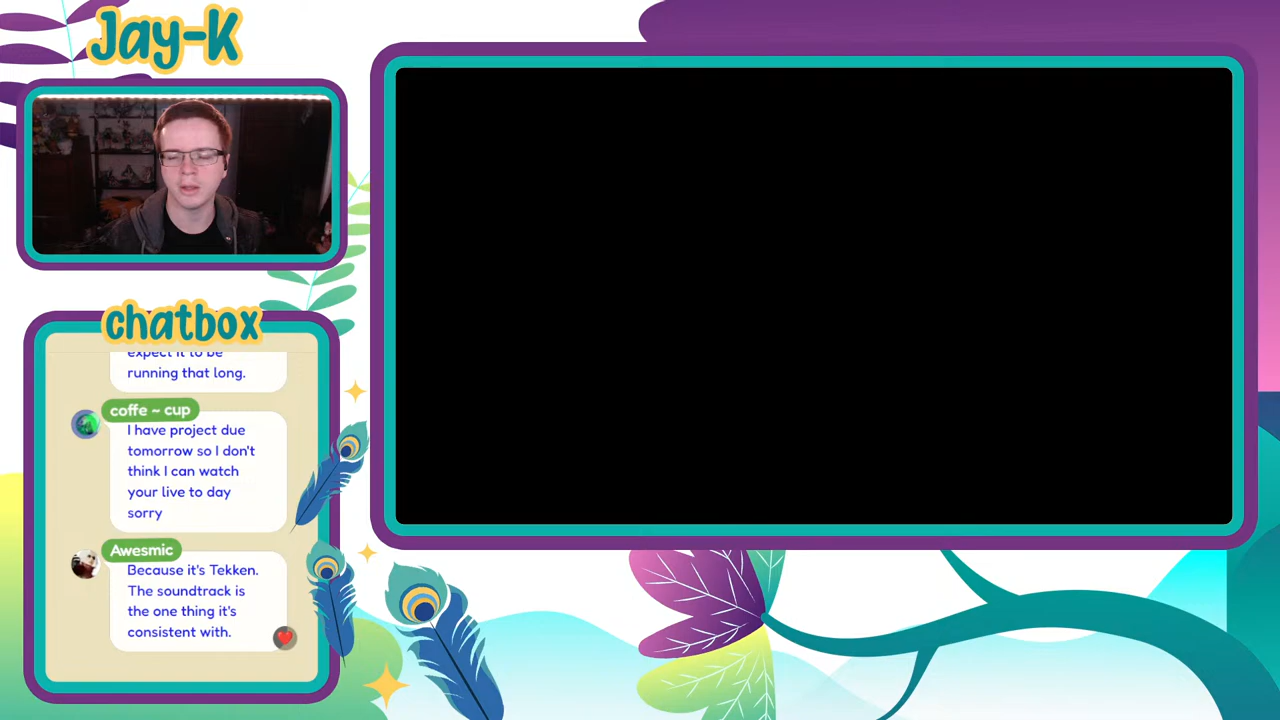 Jay-K
chatbox
expect it to be
running that long.
coffe ~ cup
I have project due
tomorrow so I don't
think I can watch
your live to day
sorry
Awesmic
Because it's Tekken.
The soundtrack is
the one thing it's
consistent with.